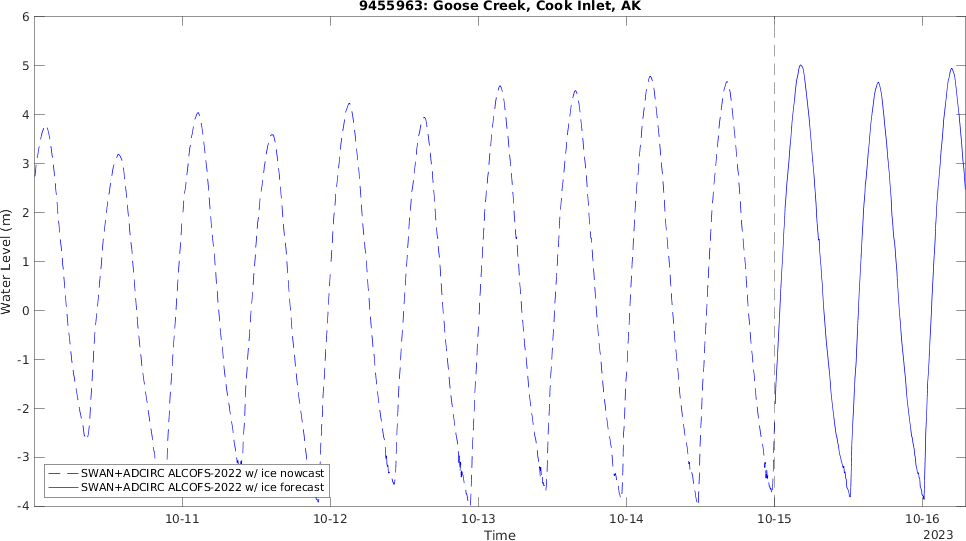 9455963: Goose Creek, Cook Inlet, AK
6
5
4
3
2
1
0
-1
-2
-3
-4
Water Level (m)
SWAN+ADCIRC ALCOFS-2022 w/ ice nowcast
SWAN+ADCIRC ALCOFS-2022 w/ ice forecast
10-11 10-12 10-13 10-14 10-15 10-16
Time
2023